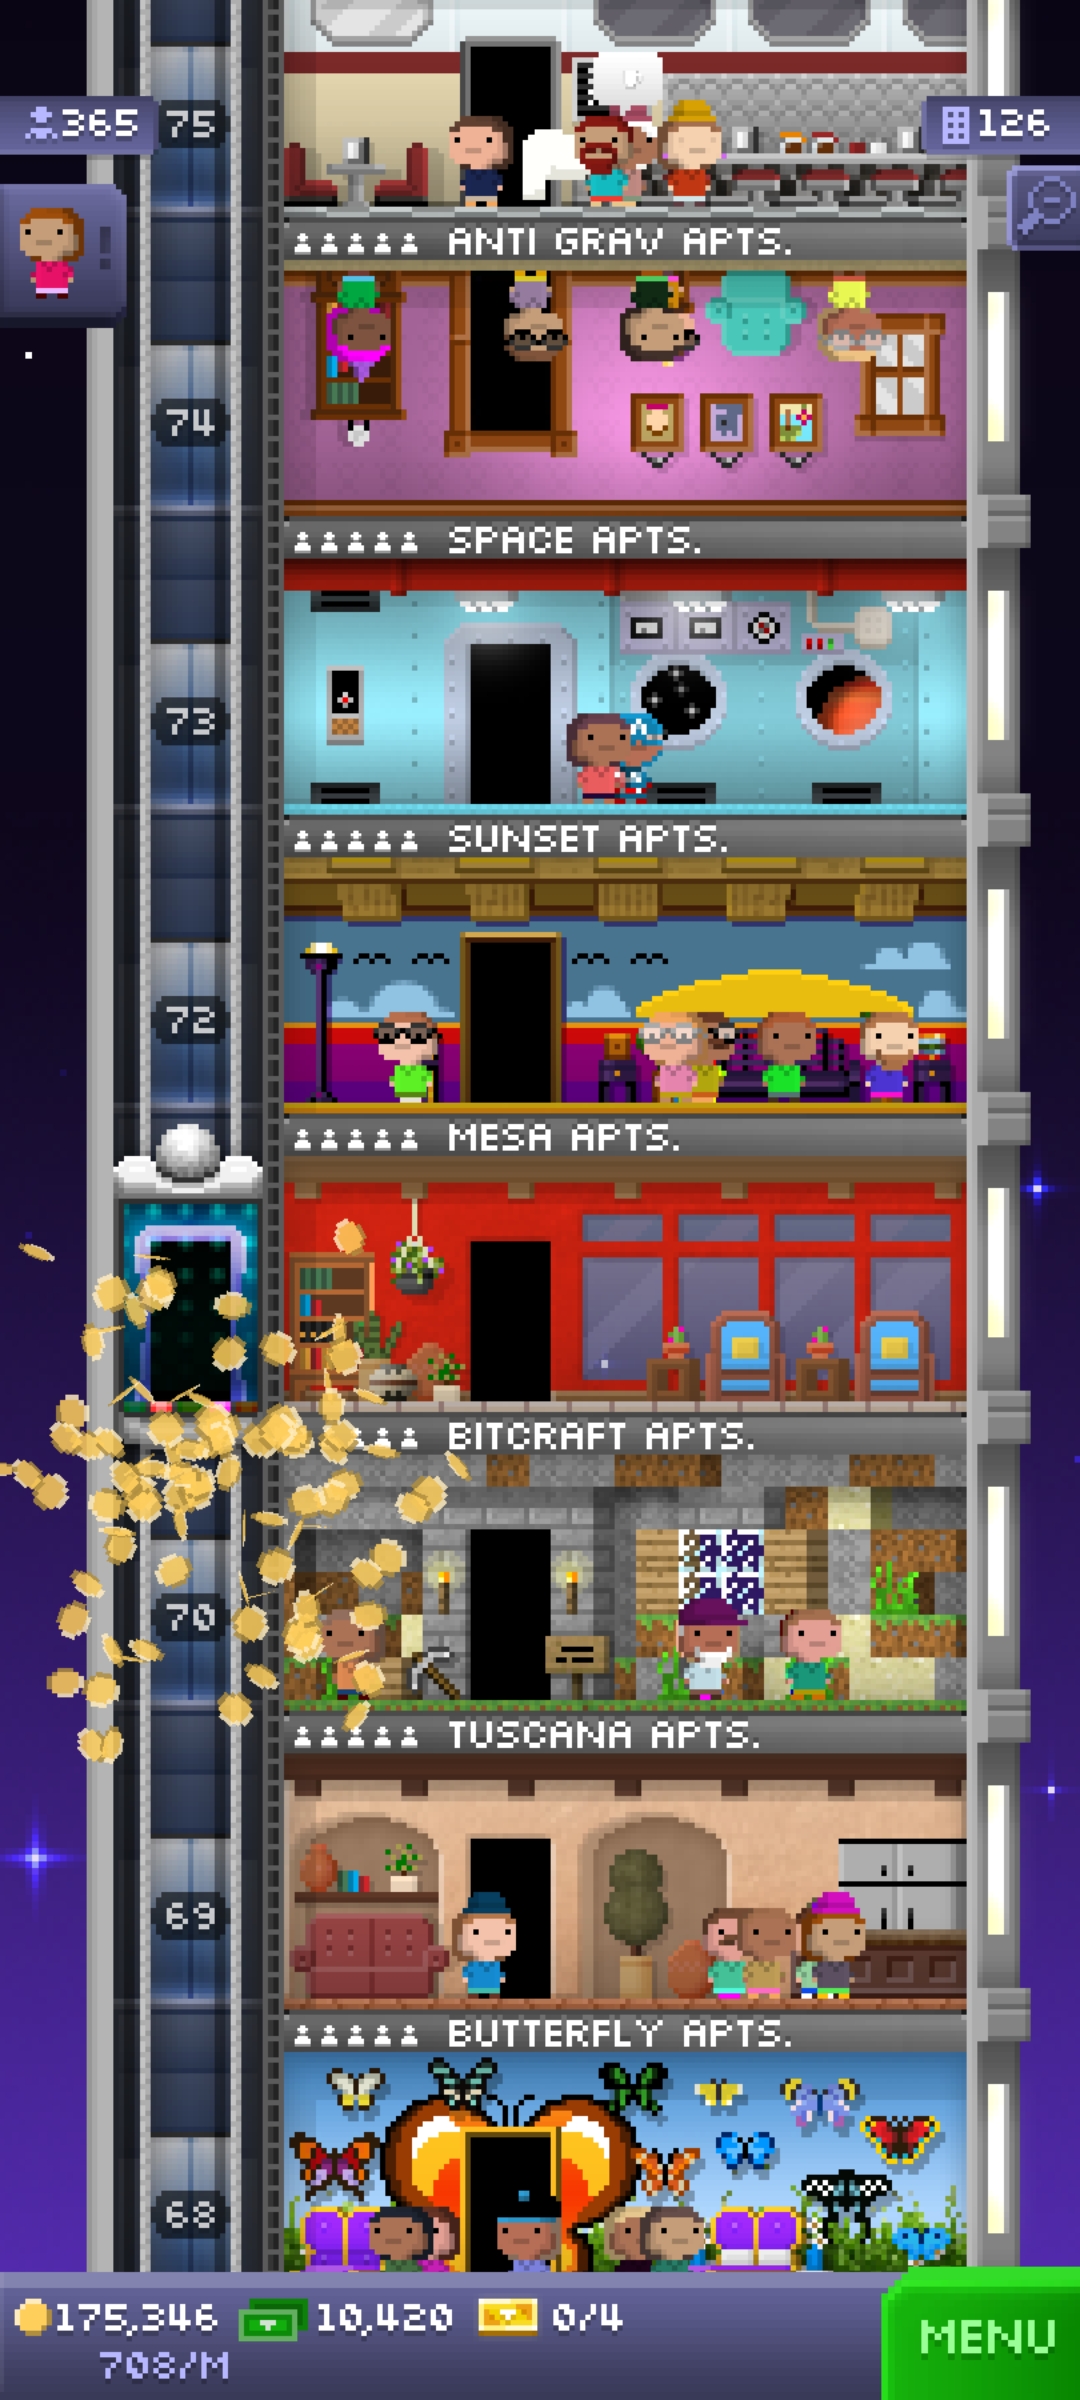 365
75
126
ANTI GRAV APTS.
!
74
SPACE APTS.
73
SUNSET APTS.
72
MESA APTS.
BITCRAFT APTS.
70
TUSCANA APTS.
69
BUTTERFLY APTS.
68
175,346 10,420 0/4
708/M
MENU